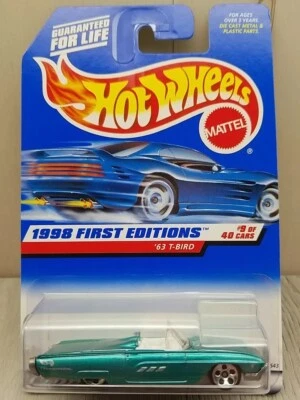 GUARANTEED
FOR LIFE
FOR AGES
OVER 3 YEARS.
DIE CAST METAL &
PLASTIC PARTS.
Hot Wheels
MATTEL
1998 FIRST EDITIONS™
#9 OF
40 CARS
'63 T-BIRD